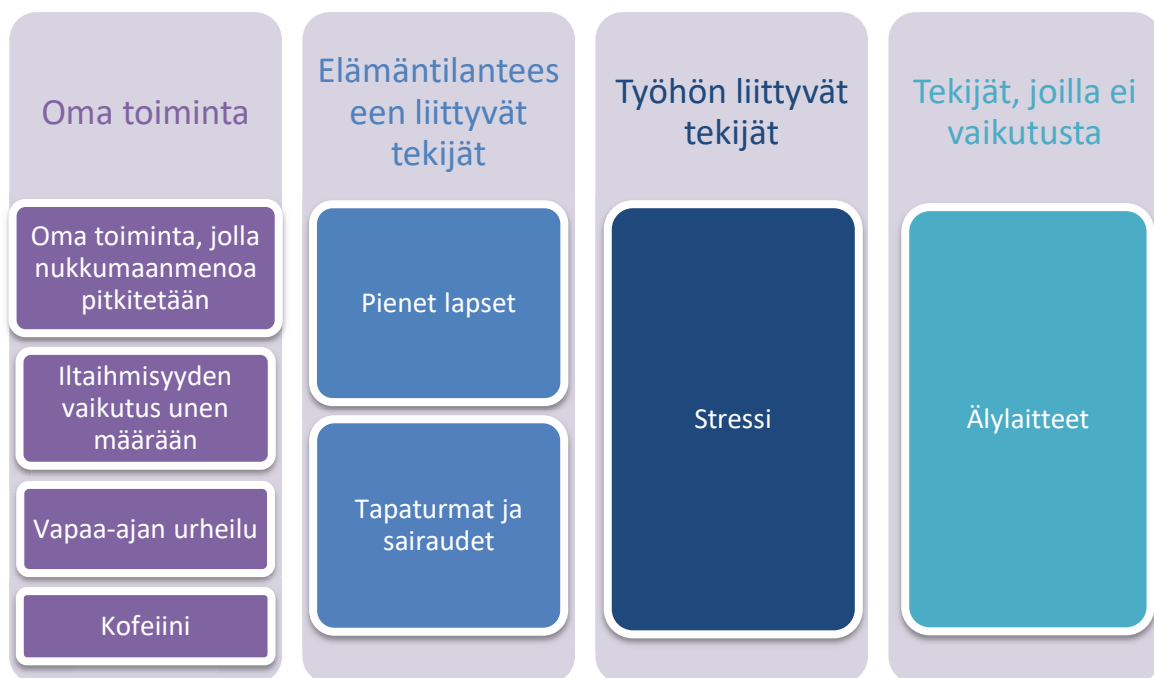 Oma toiminta
Oma toiminta, jolla
nukkumaanmenoa
pitkitetään
Iltaihmisyyden
vaikutus unen
määrään
Vapaa-ajan urheilu
Kofeiini
Elämäntilantees
een liittyvät
tekijät
Pienet lapset
Tapaturmat ja
sairaudet
Työhön liittyvät
tekijät
Stressi
Tekijät, joilla ei
vaikutusta
Älylaitteet